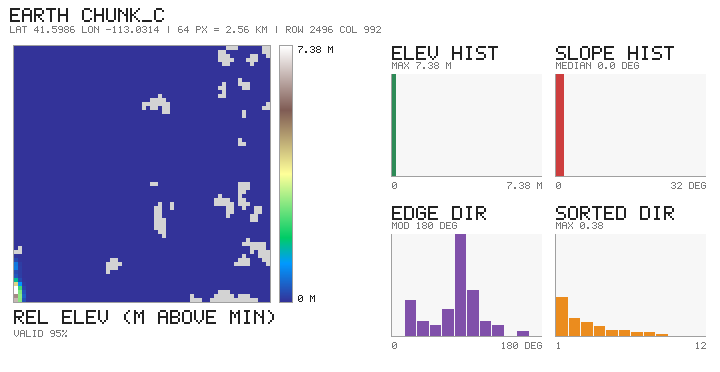 EARTH CHUNK_C
LAT 41.5986 LON -113.0314 | 64 PX = 2.56 KM | ROW 2496 COL 992
7.38 M
0 M
REL ELEV (M ABOVE MIN)
VALID 95%
ELEV HIST
MAX 7.38 M
0 7.38 M
SLOPE HIST
MEDIAN 0.0 DEG
0 32 DEG
EDGE DIR
MOD 180 DEG
0 180 DEG
SORTED DIR
MAX 0.38
1 12